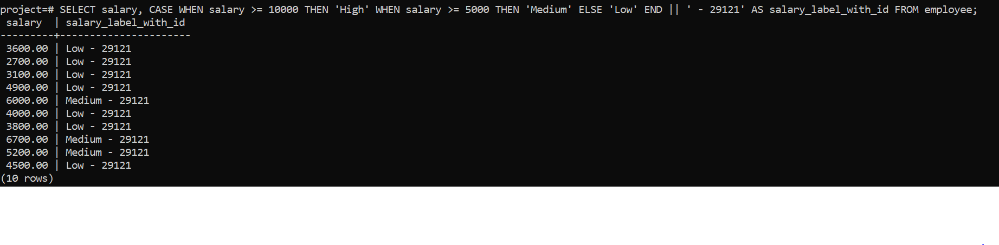 project=# SELECT salary, CASE WHEN salary >= 10000 THEN 'High' WHEN salary >= 5000 THEN 'Medium' ELSE 'Low' END || ' - 29121' AS salary_label_with_id FROM employee;
 salary  | salary_label_with_id
---------+----------------------
 3600.00 | Low - 29121
 2700.00 | Low - 29121
 3100.00 | Low - 29121
 4900.00 | Low - 29121
 6000.00 | Medium - 29121
 4000.00 | Low - 29121
 3800.00 | Low - 29121
 6700.00 | Medium - 29121
 5200.00 | Medium - 29121
 4500.00 | Low - 29121
(10 rows)